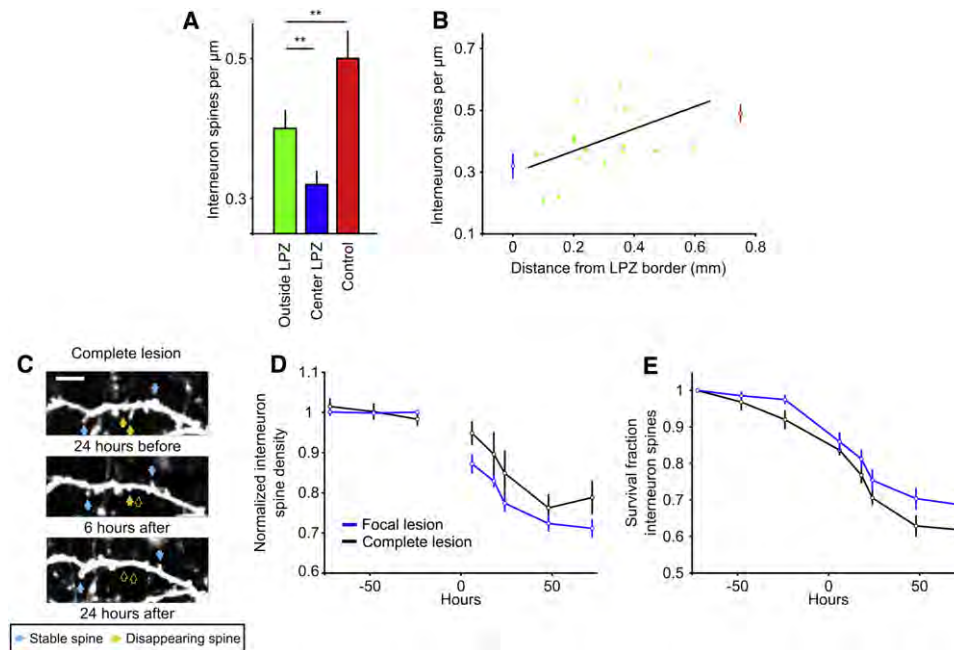 A
**
**
0.5
0.3
Interneuron spines per µm
Outside LPZ
Center LPZ
Control
B
0.7
0.5
0.3
0.1
Interneuron spines per µm
0
0.2
0.4
0.6
0.8
Distance from LPZ border (mm)
C
Complete lesion
24 hours before
6 hours after
24 hours after
Stable spine
Disappearing spine
D
1.1
1
0.9
0.8
0.7
0.6
Normalized interneuron
spine density
Focal lesion
Complete lesion
-50
0
50
Hours
E
1
0.9
0.8
0.7
0.6
0.5
Survival fraction
interneuron spines
-50
0
50
Hours